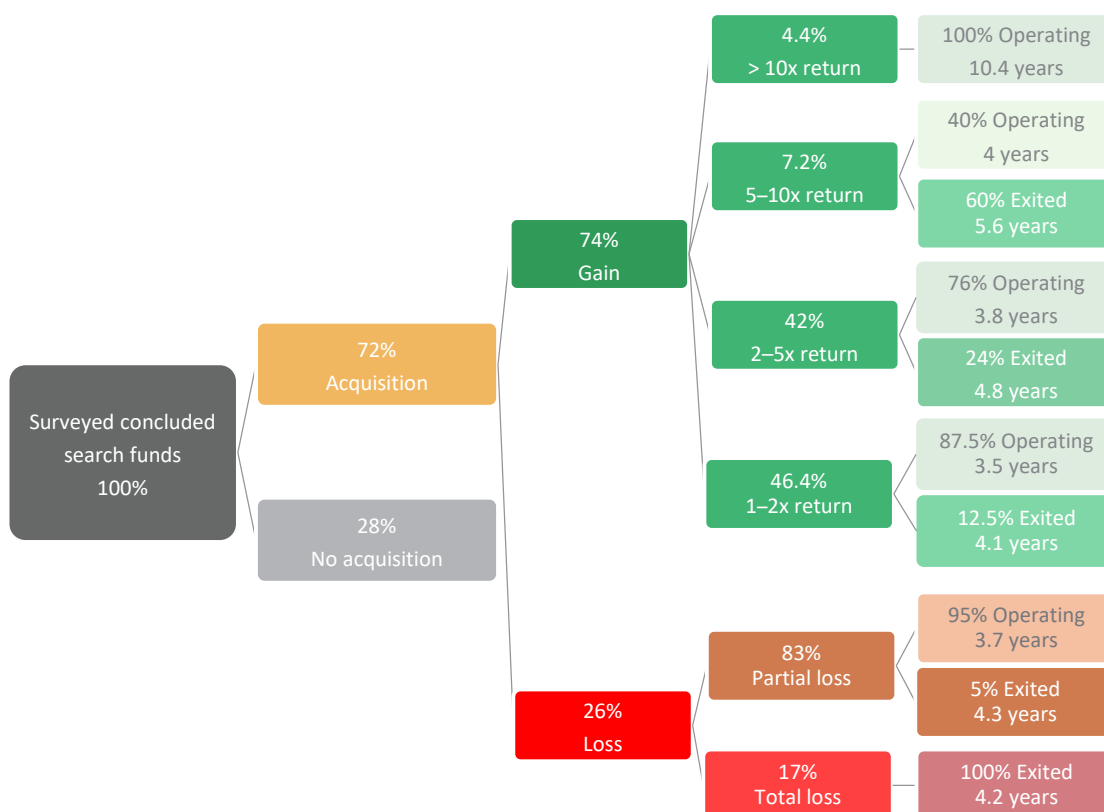 Surveyed concluded
search funds
100%
72%
Acquisition
28%
No acquisition
74%
Gain
26%
Loss
4.4%
> 10x return
7.2%
5–10x return
42%
2–5x return
46.4%
1–2x return
83%
Partial loss
17%
Total loss
100% Operating
10.4 years
40% Operating
4 years
60% Exited
5.6 years
76% Operating
3.8 years
24% Exited
4.8 years
87.5% Operating
3.5 years
12.5% Exited
4.1 years
95% Operating
3.7 years
5% Exited
4.3 years
100% Exited
4.2 years